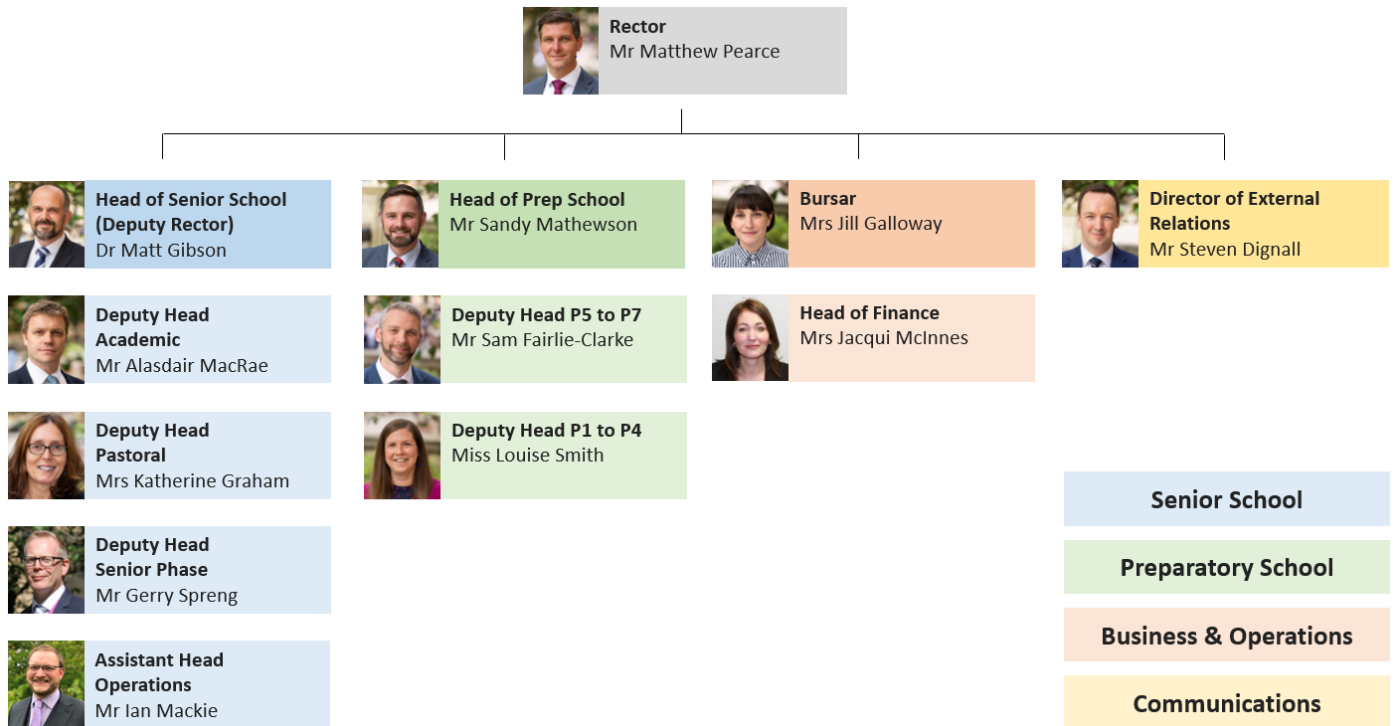 Rector
Mr Matthew Pearce
Head of Senior School
(Deputy Rector)
Dr Matt Gibson
Head of Prep School
Mr Sandy Mathewson
Bursar
Mrs Jill Galloway
Director of External
Relations
Mr Steven Dignall
Deputy Head
Academic
Mr Alasdair MacRae
Deputy Head P5 to P7
Mr Sam Fairlie-Clarke
Head of Finance
Mrs Jacqui McInnes
Deputy Head
Pastoral
Mrs Katherine Graham
Deputy Head P1 to P4
Miss Louise Smith
Deputy Head
Senior Phase
Mr Gerry Spreng
Assistant Head
Operations
Mr Ian Mackie
Senior School
Preparatory School
Business & Operations
Communications